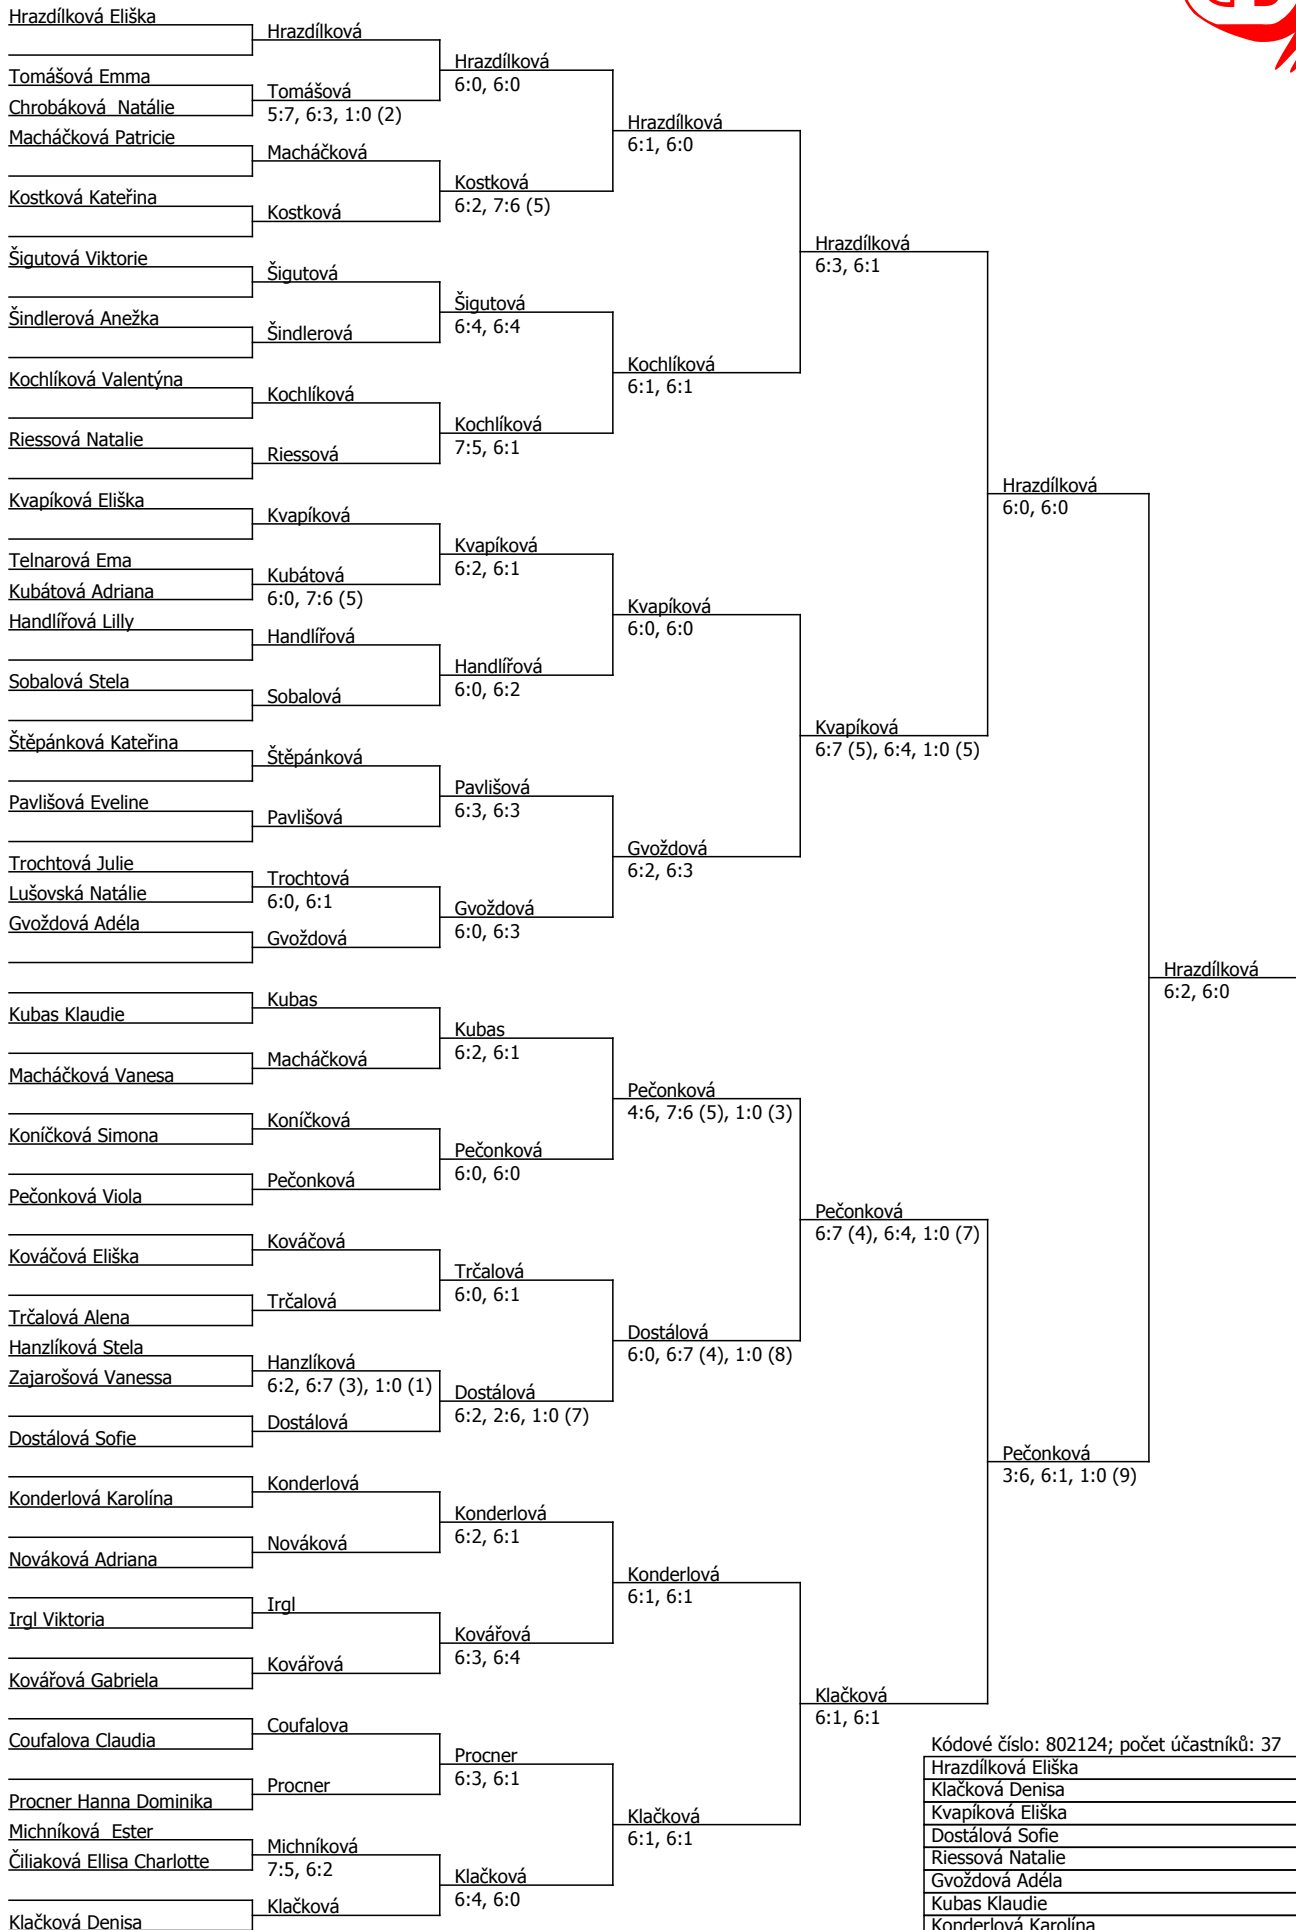 Hrazdílková Eliška
Tomášová Emma
Chrobáková  Natálie
Macháčková Patricie
Kostková Kateřina
Šigutová Viktorie
Šindlerová Anežka
Kochlíková Valentýna
Riessová Natalie
Kvapíková Eliška
Telnarová Ema
Kubátová Adriana
Handlířová Lilly
Sobalová Stela
Štěpánková Kateřina
Pavlišová Eveline
Trochtová Julie
Lušovská Natálie
Gvoždová Adéla
Kubas Klaudie
Macháčková Vanesa
Koníčková Simona
Pečonková Viola
Kováčová Eliška
Trčalová Alena
Hanzlíková Stela
Zajarošová Vanessa
Dostálová Sofie
Konderlová Karolína
Nováková Adriana
Irgl Viktoria
Kovářová Gabriela
Coufalova Claudia
Procner Hanna Dominika
Michníková  Ester
Čiliaková Ellisa Charlotte
Klačková Denisa
Hrazdílková
Tomášová
5:7, 6:3, 1:0 (2)
Macháčková
Kostková
Šigutová
Šindlerová
Kochlíková
Riessová
Kvapíková
Kubátová
6:0, 7:6 (5)
Handlířová
Sobalová
Štěpánková
Pavlišová
Trochtová
6:0, 6:1
Gvoždová
Kubas
Macháčková
Koníčková
Pečonková
Kováčová
Trčalová
Hanzlíková
6:2, 6:7 (3), 1:0 (1)
Dostálová
Konderlová
Nováková
Irgl
Kovářová
Coufalova
Procner
Michníková
7:5, 6:2
Klačková
Hrazdílková
6:0, 6:0
Kostková
6:2, 7:6 (5)
Šigutová
6:4, 6:4
Kochlíková
7:5, 6:1
Kvapíková
6:2, 6:1
Handlířová
6:0, 6:2
Pavlišová
6:3, 6:3
Gvoždová
6:0, 6:3
Kubas
6:2, 6:1
Pečonková
6:0, 6:0
Trčalová
6:0, 6:1
Dostálová
6:2, 2:6, 1:0 (7)
Konderlová
6:2, 6:1
Kovářová
6:3, 6:4
Procner
6:3, 6:1
Klačková
6:4, 6:0
Hrazdílková
6:1, 6:0
Kochlíková
6:1, 6:1
Kvapíková
6:0, 6:0
Gvoždová
6:2, 6:3
Pečonková
4:6, 7:6 (5), 1:0 (3)
Dostálová
6:0, 6:7 (4), 1:0 (8)
Konderlová
6:1, 6:1
Klačková
6:1, 6:1
Hrazdílková
6:3, 6:1
Kvapíková
6:7 (5), 6:4, 1:0 (5)
Pečonková
6:7 (4), 6:4, 1:0 (7)
Klačková
6:1, 6:1
Hrazdílková
6:0, 6:0
Pečonková
3:6, 6:1, 1:0 (9)
Hrazdílková
6:2, 6:0
Kódové číslo: 802124; počet účastníků: 37
Hrazdílková Eliška
Klačková Denisa
Kvapíková Eliška
Dostálová Sofie
Riessová Natalie
Gvoždová Adéla
Kubas Klaudie
Konderlová Karolína